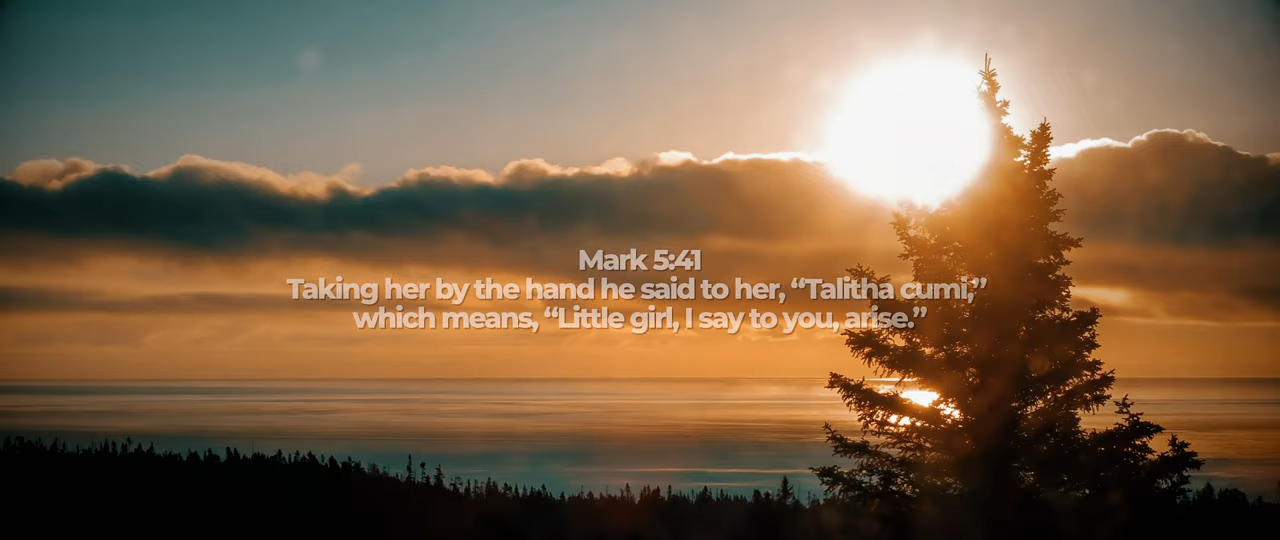 Mark 5:41
Taking her by the hand he said to her, “Talitha cumi,”
which means, “Little girl, I say to you, arise.”